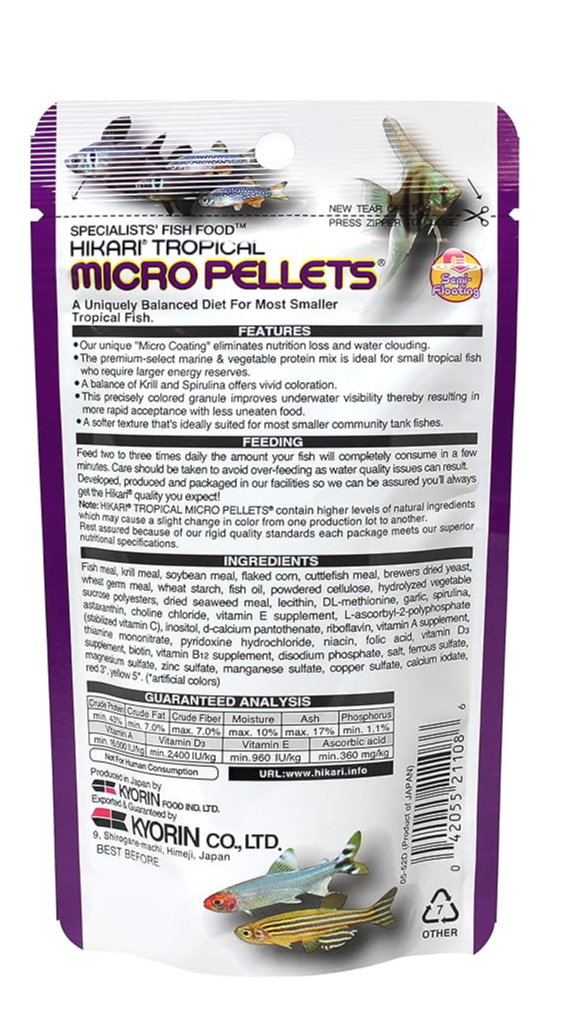 NEW TEAR OFF TOP
PRESS ZIPPER TO CLOSE.
SPECIALISTS' FISH FOOD™
HIKARI® TROPICAL
MICRO PELLETS®
Semi-
Floating
A Uniquely Balanced Diet For Most Smaller
Tropical Fish.
FEATURES
•Our unique "Micro Coating" eliminates nutrition loss and water clouding.
•The premium-select marine & vegetable protein mix is ideal for small tropical fish
who require larger energy reserves.
•A balance of Krill and Spirulina offers vivid coloration.
•This precisely colored granule improves underwater visibility thereby resulting in
more rapid acceptance with less uneaten food.
•A softer texture that's ideally suited for most smaller community tank fishes.
FEEDING
Feed two to three times daily the amount your fish will completely consume in a few
minutes. Care should be taken to avoid over-feeding as water quality issues can result.
Developed, produced and packaged in our facilities so we can be assured you'll always
get the Hikari® quality you expect!
Note: HIKARI® TROPICAL MICRO PELLETS® contain higher levels of natural ingredients
which may cause a slight change in color from one production lot to another.
Rest assured because of our rigid quality standards each package meets our superior
nutritional specifications.
INGREDIENTS
Fish meal, krill meal, soybean meal, flaked corn, cuttlefish meal, brewers dried yeast,
wheat germ meal, wheat starch, fish oil, powdered cellulose, hydrolyzed vegetable
sucrose polyesters, dried seaweed meal, lecithin, DL-methionine, garlic, spirulina,
astaxanthin, choline chloride, vitamin E supplement, L-ascorbyl-2-polyphosphate
(stabilized vitamin C), inositol, d-calcium pantothenate, riboflavin, vitamin A supplement,
thiamine mononitrate, pyridoxine hydrochloride, niacin, folic acid, vitamin D3
supplement, biotin, vitamin B12 supplement, disodium phosphate, salt, ferrous sulfate,
magnesium sulfate, zinc sulfate, manganese sulfate, copper sulfate, calcium iodate,
red 3*, yellow 5*. (*artificial colors)
GUARANTEED ANALYSIS
Crude Protein Crude Fat Crude Fiber Moisture Ash Phosphorus
min. 43% min. 7.0% max. 7.0% max. 10% max. 17% min. 1.1%
Vitamin A Vitamin D3 Vitamin E Ascorbic acid
min. 16,000 IU/kg min. 2,400 IU/kg min. 960 IU/kg min. 360 mg/kg
Not For Human Consumption
URL:www.hikari.info
Produced in Japan by
KYORIN FOOD IND. LTD.
Exported & Guaranteed by
KYORIN CO., LTD.
9, Shirogane-machi, Himeji, Japan
BEST BEFORE
05-52D (Product of JAPAN)
0 42055 21108 6
7
OTHER